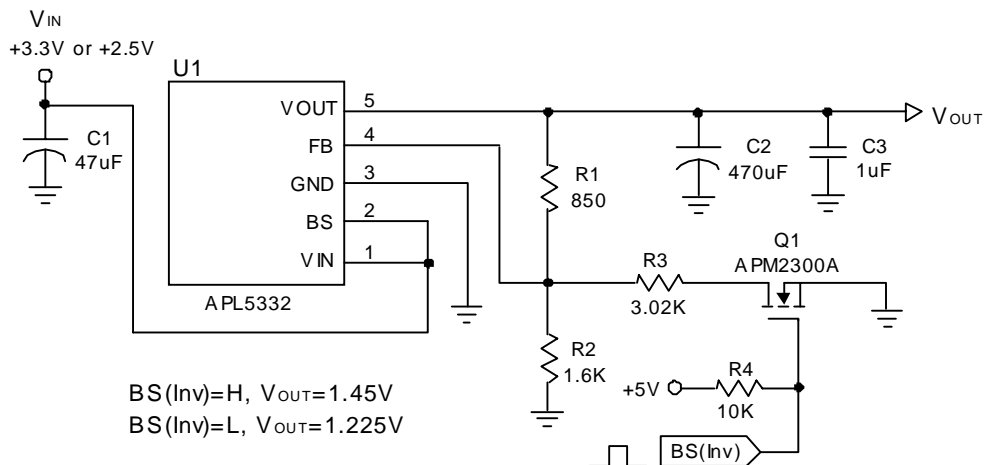 VIN
+3.3V or +2.5V
U1
C1
47uF
VOUT 5
FB 4
GND 3
BS 2
VIN 1
APL5332
R1
850
C2
470uF
C3
1uF
VOUT
R3
3.02K
Q1
APM2300A
R2
1.6K
R4
10K
+5V
BS(Inv)
BS(Inv)=H, VOUT=1.45V
BS(Inv)=L, VOUT=1.225V